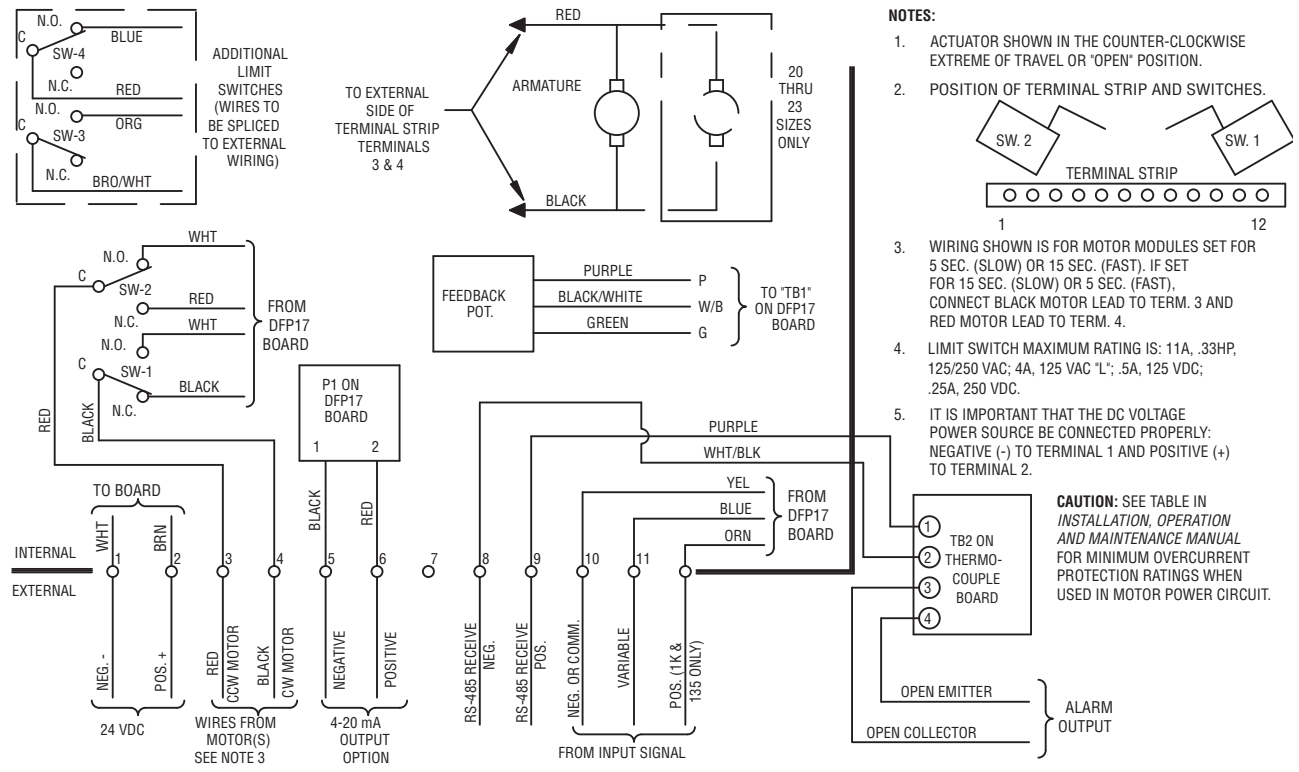 N.O.
C
SW-4
BLUE
N.C.
RED
N.O.
ORG
C
SW-3
N.C.
BRO/WHT
ADDITIONAL
LIMIT
SWITCHES
(WIRES TO
BE SPLICED
TO EXTERNAL
WIRING)
TO EXTERNAL
SIDE OF
TERMINAL STRIP
TERMINALS
3 & 4
RED
ARMATURE
BLACK
20
THRU
23
SIZES
ONLY
NOTES:
1. ACTUATOR SHOWN IN THE COUNTER-CLOCKWISE
EXTREME OF TRAVEL OR "OPEN" POSITION.
2. POSITION OF TERMINAL STRIP AND SWITCHES.
SW. 2
SW. 1
TERMINAL STRIP
1
12
3. WIRING SHOWN IS FOR MOTOR MODULES SET FOR
5 SEC. (SLOW) OR 15 SEC. (FAST). IF SET
FOR 15 SEC. (SLOW) OR 5 SEC. (FAST),
CONNECT BLACK MOTOR LEAD TO TERM. 3 AND
RED MOTOR LEAD TO TERM. 4.
4. LIMIT SWITCH MAXIMUM RATING IS: 11A, .33HP,
125/250 VAC; 4A, 125 VAC "L"; .5A, 125 VDC;
.25A, 250 VDC.
5. IT IS IMPORTANT THAT THE DC VOLTAGE
POWER SOURCE BE CONNECTED PROPERLY:
NEGATIVE (-) TO TERMINAL 1 AND POSITIVE (+)
TO TERMINAL 2.
CAUTION: SEE TABLE IN
INSTALLATION, OPERATION
AND MAINTENANCE MANUAL
FOR MINIMUM OVERCURRENT
PROTECTION RATINGS WHEN
USED IN MOTOR POWER CIRCUIT.
WHT
N.O.
C
SW-2
RED
N.C.
WHT
N.O.
C
SW-1
BLACK
N.C.
FROM
DFP17
BOARD
RED
BLACK
FEEDBACK
POT.
PURPLE
P
BLACK/WHITE
W/B
GREEN
G
TO "TB1"
ON DFP17
BOARD
P1 ON
DFP17
BOARD
1
2
BLACK
RED
PURPLE
WHT/BLK
YEL
BLUE
ORN
FROM
DFP17
BOARD
1
2
3
4
TB2 ON
THERMO-
COUPLE
BOARD
TO BOARD
WHT
BRN
INTERNAL
EXTERNAL
1
2
3
4
5
6
7
8
9
10
11
NEG. -
POS. +
24 VDC
RED
CCW MOTOR
BLACK
CW MOTOR
WIRES FROM
MOTOR(S)
SEE NOTE 3
NEGATIVE
POSITIVE
4-20 mA
OUTPUT
OPTION
RS-485 RECEIVE
NEG.
RS-485 RECEIVE
POS.
NEG. OR COMM.
VARIABLE
POS. (1K &
135 ONLY)
FROM INPUT SIGNAL
OPEN EMITTER
OPEN COLLECTOR
ALARM
OUTPUT